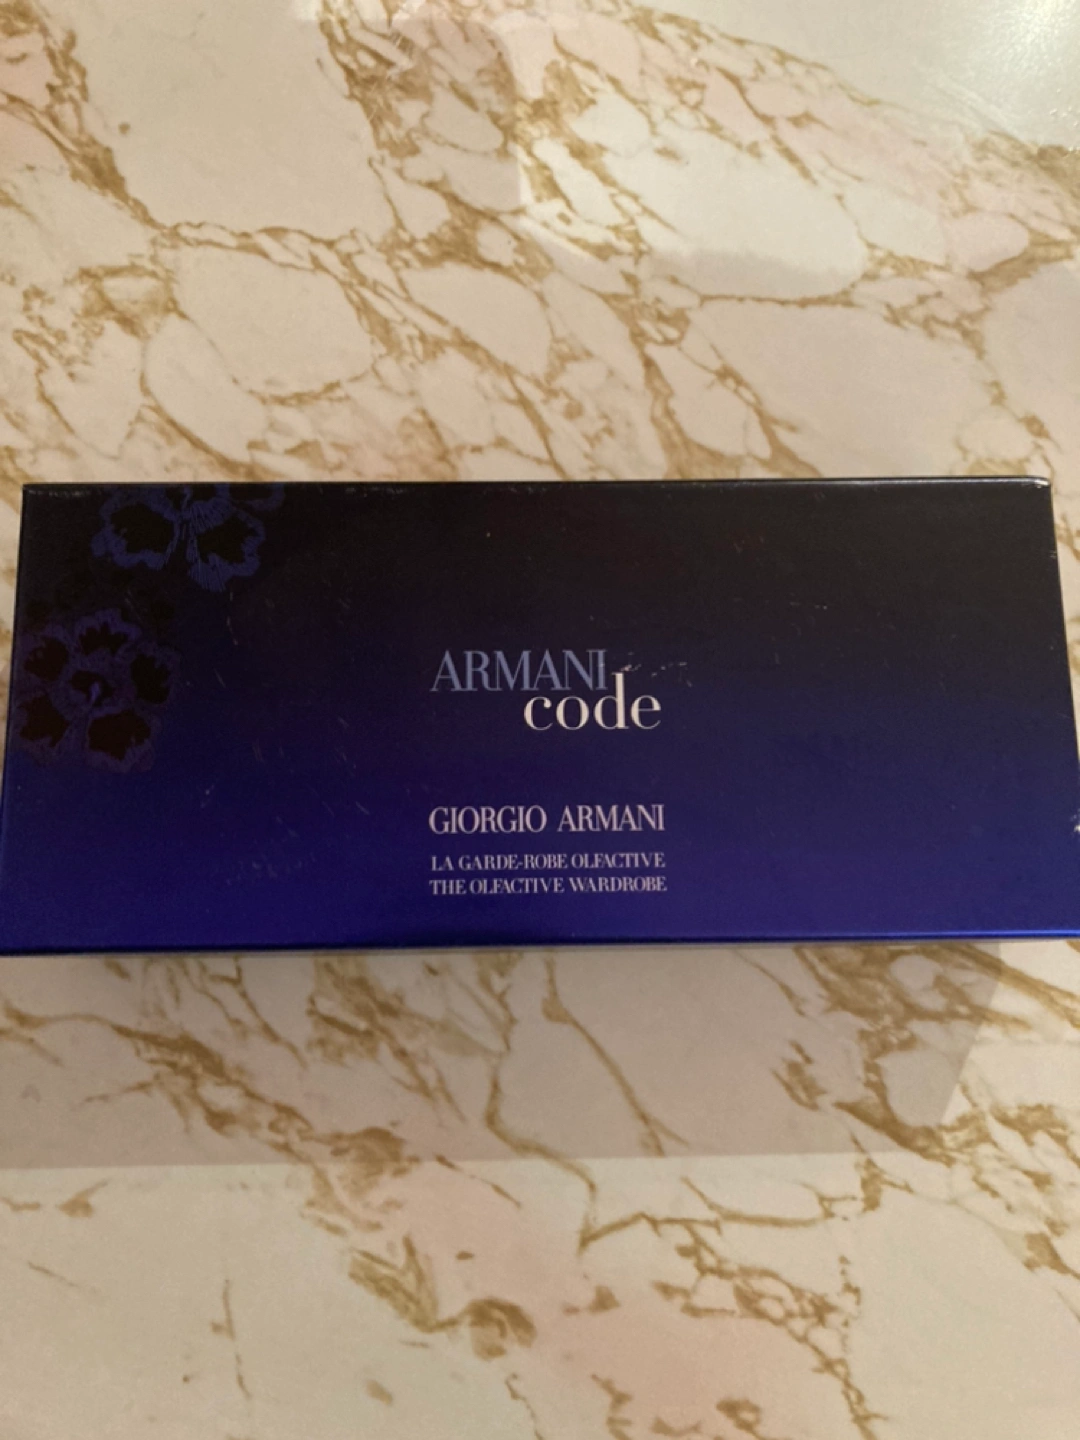 ARMANI
code
GIORGIO ARMANI
LA GARDE-ROBE OLFACTIVE
THE OLFACTIVE WARDROBE